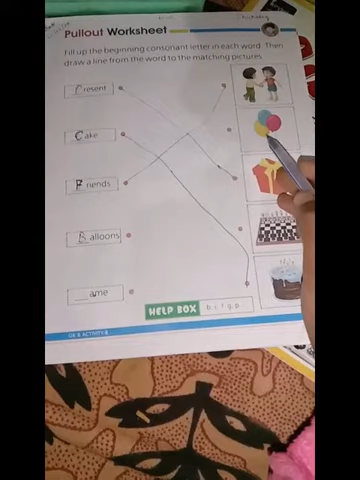 Pullout Worksheet
Fill up the beginning consonant letter in each word. Then
draw a line from the word to the matching pictures.
Present
Cake
Friends
Balloons
__ame
HELP BOX b c f g p